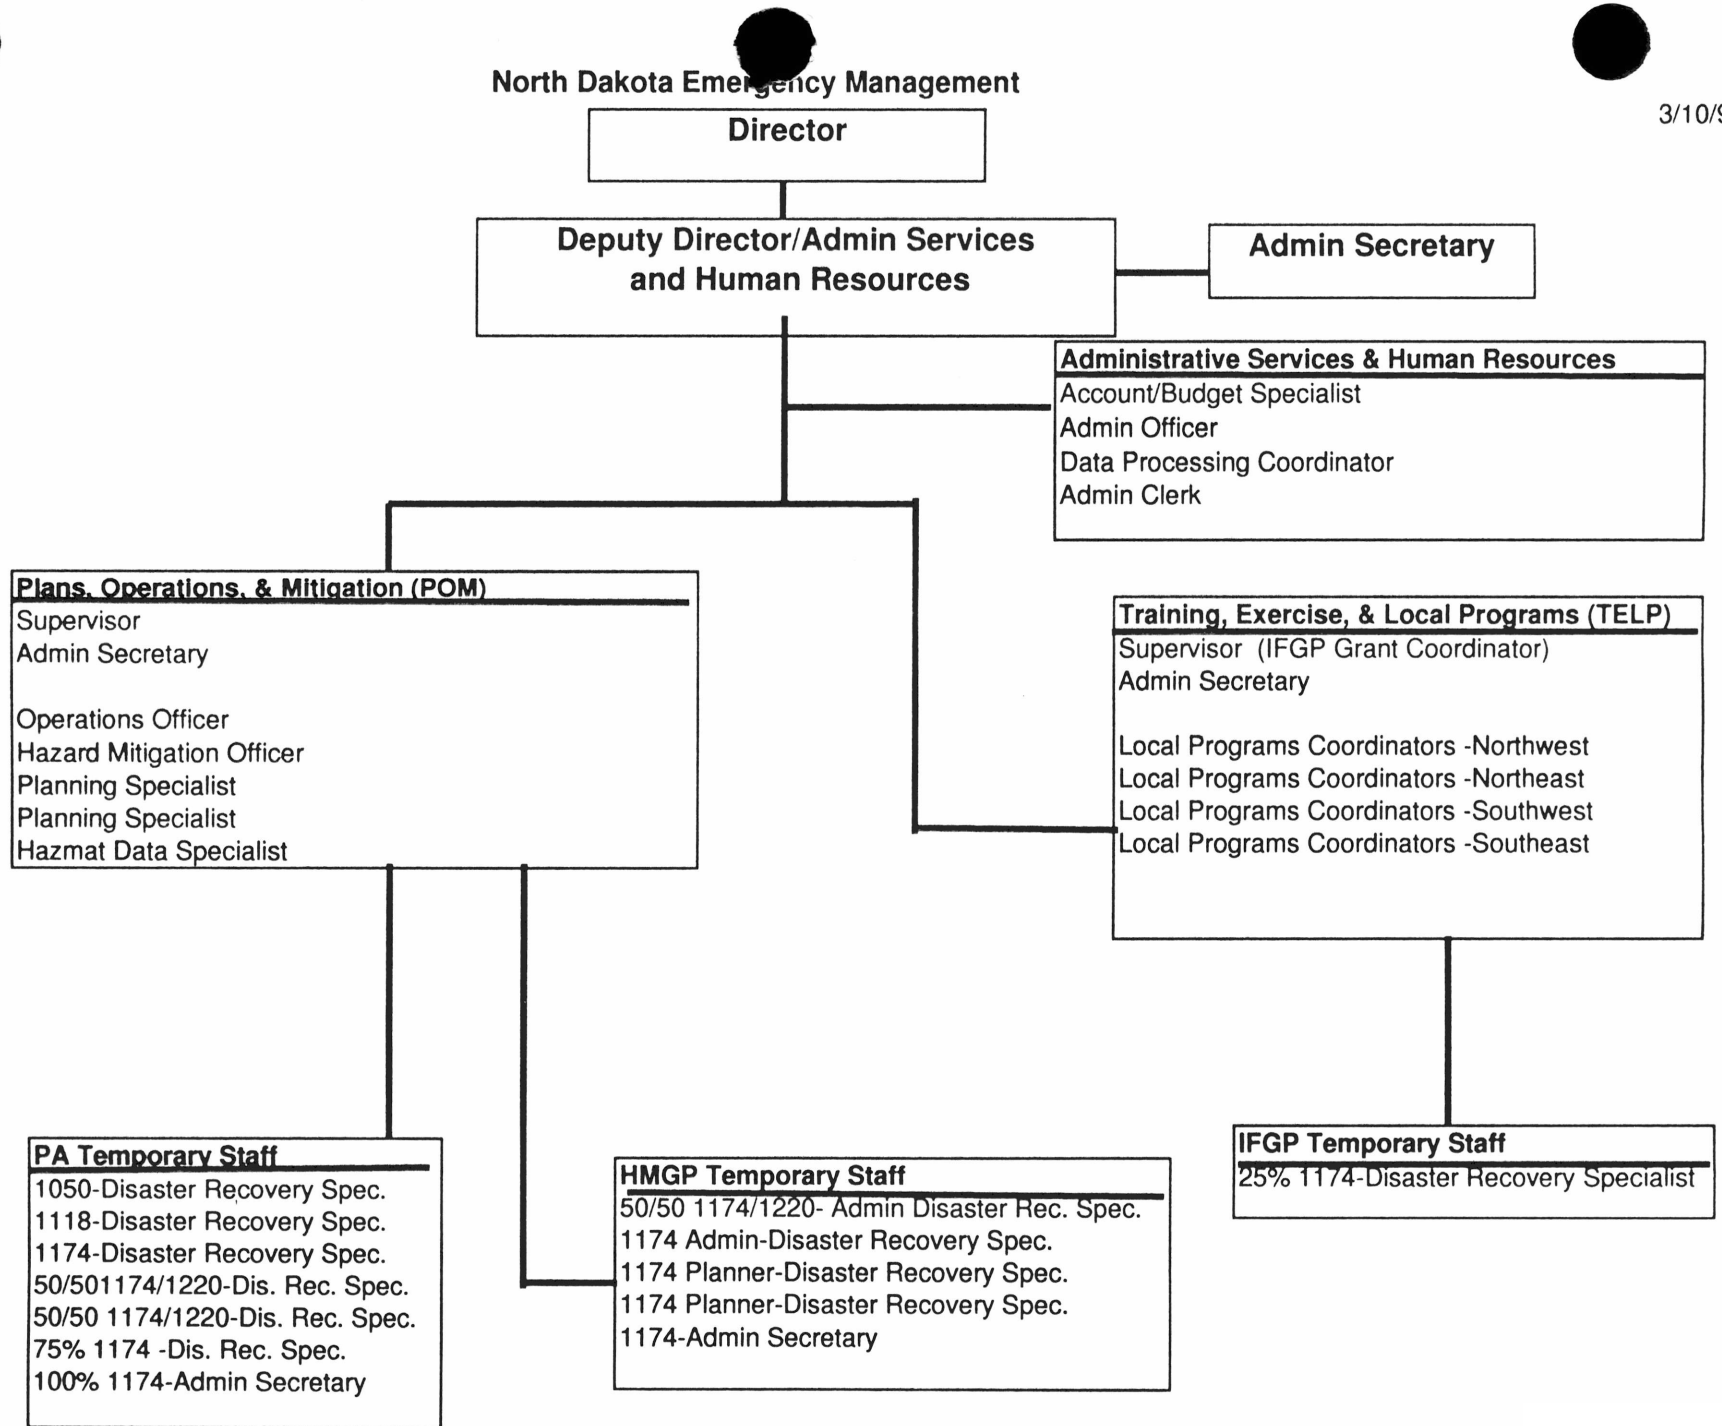 North Dakota Emergency Management
3/10/9
Director
Deputy Director/Admin Services
and Human Resources
Admin Secretary
Administrative Services & Human Resources
Account/Budget Specialist
Admin Officer
Data Processing Coordinator
Admin Clerk
Plans, Operations, & Mitigation (POM)
Supervisor
Admin Secretary
Operations Officer
Hazard Mitigation Officer
Planning Specialist
Planning Specialist
Hazmat Data Specialist
Training, Exercise, & Local Programs (TELP)
Supervisor (IFGP Grant Coordinator)
Admin Secretary
Local Programs Coordinators -Northwest
Local Programs Coordinators -Northeast
Local Programs Coordinators -Southwest
Local Programs Coordinators -Southeast
PA Temporary Staff
1050-Disaster Recovery Spec.
1118-Disaster Recovery Spec.
1174-Disaster Recovery Spec.
50/501174/1220-Dis. Rec. Spec.
50/50 1174/1220-Dis. Rec. Spec.
75% 1174 -Dis. Rec. Spec.
100% 1174-Admin Secretary
HMGP Temporary Staff
50/50 1174/1220- Admin Disaster Rec. Spec.
1174 Admin-Disaster Recovery Spec.
1174 Planner-Disaster Recovery Spec.
1174 Planner-Disaster Recovery Spec.
1174-Admin Secretary
IFGP Temporary Staff
25% 1174-Disaster Recovery Specialist